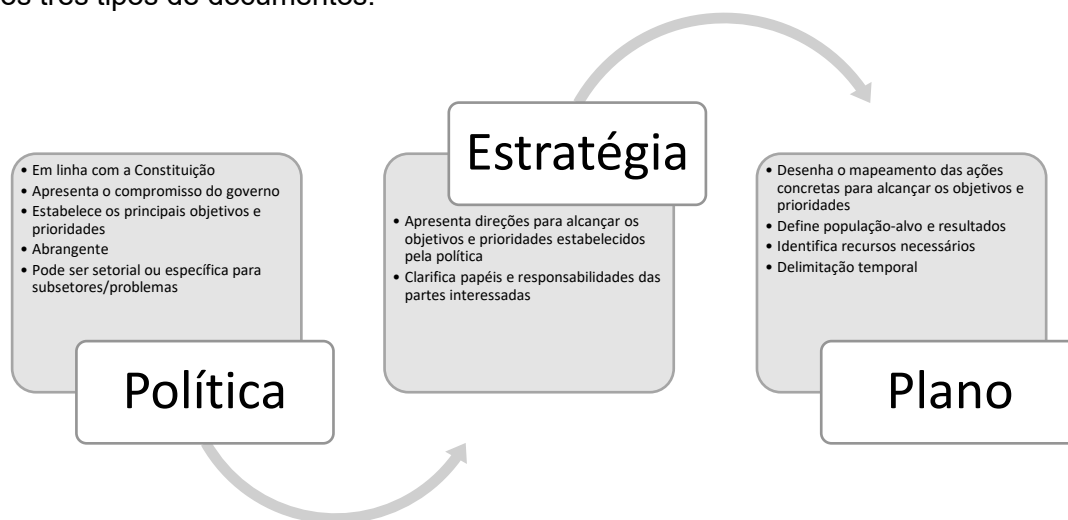 os três tipos de documentos.
• Em linha com a Constituição
• Apresenta o compromisso do governo
• Estabelece os principais objetivos e
prioridades
• Abrangente
• Pode ser setorial ou específica para
subsetores/problemas
Política
Estratégia
• Apresenta direções para alcançar os
objetivos e prioridades estabelecidos
pela política
• Clarifica papéis e responsabilidades das
partes interessadas
• Desenha o mapeamento das ações
concretas para alcançar os objetivos e
prioridades
• Define população-alvo e resultados
• Identifica recursos necessários
• Delimitação temporal
Plano